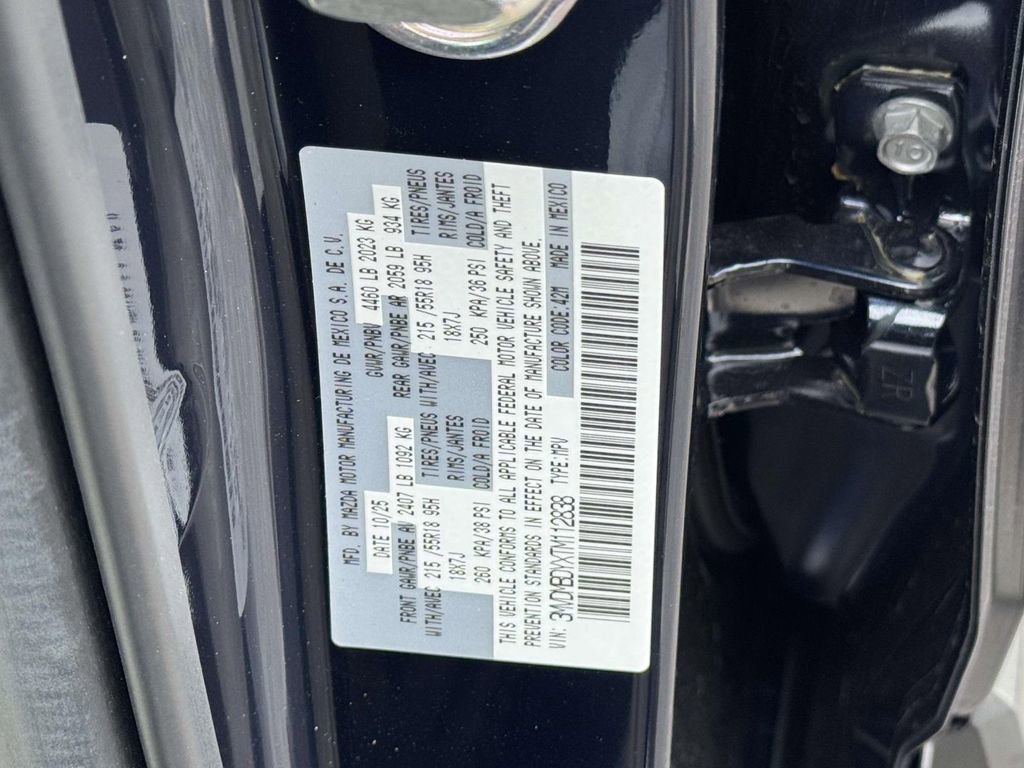 MFD. BY MAZDA MOTOR MANUFACTURING DE MEXICO S.A. DE C.V.
DATE 10/25 GVWR/PNBV 4460 LB 2023 KG
FRONT GAWR/PNBE AV 2407 LB 1092 KG REAR GAWR/PNBE AR 2059 LB 934 KG
WITH/AVEC 215 /55R18 95H TIRES/PNEUS WITH/AVEC 215 /55R18 95H TIRES/PNEUS
18X7J RIMS/JANTES 18X7J RIMS/JANTES
260 KPA/38 PSI COLD/A FROID 250 KPA/36 PSI COLD/A FROID
THIS VEHICLE CONFORMS TO ALL APPLICABLE FEDERAL MOTOR VEHICLE SAFETY AND THEFT
PREVENTION STANDARDS IN EFFECT ON THE DATE OF MANUFACTURE SHOWN ABOVE.
VIN: TYPE:MPV COLOR CODE:42M MADE IN MEXICO
10
ZR